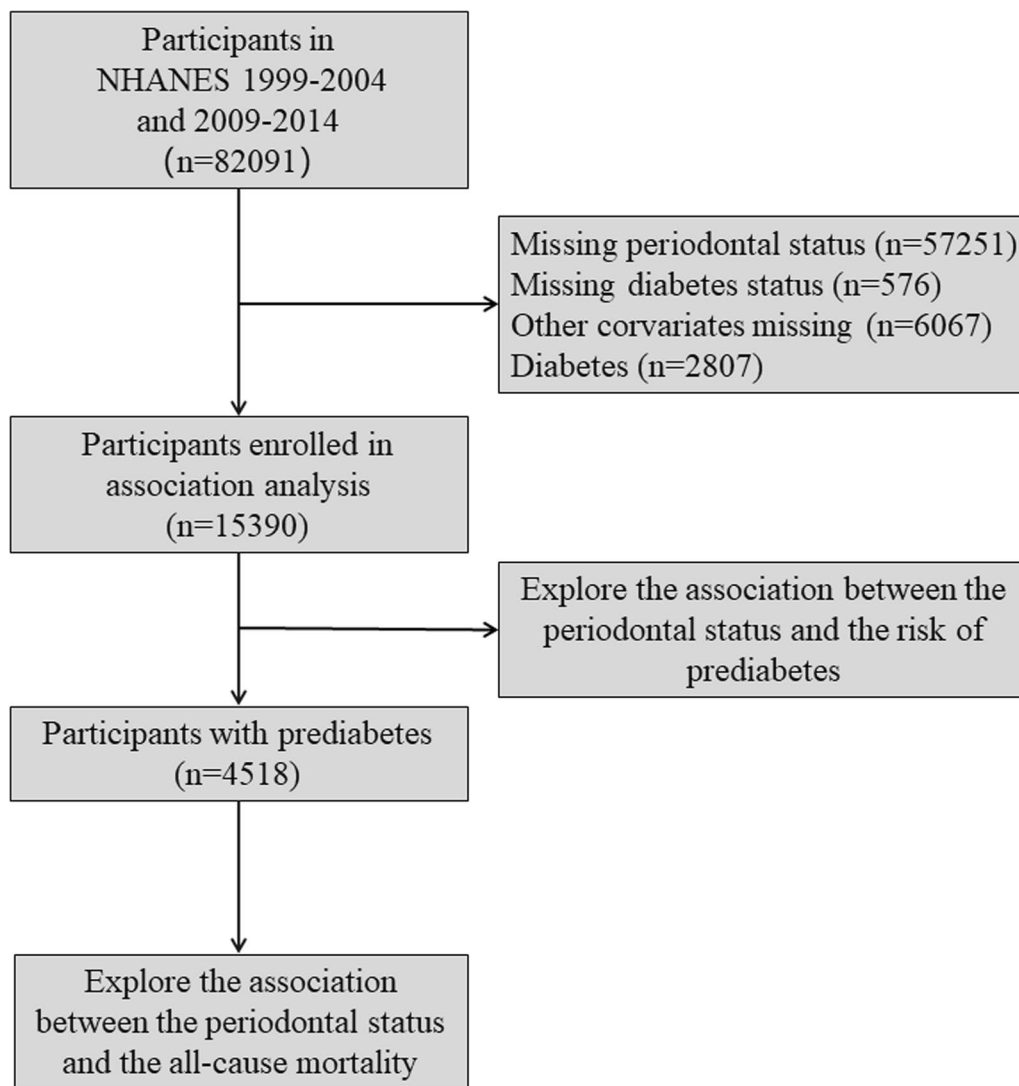 Participants in
NHANES 1999-2004
and 2009-2014
(n=82091)
Missing periodontal status (n=57251)
Missing diabetes status (n=576)
Other corvariates missing (n=6067)
Diabetes (n=2807)
Participants enrolled in
association analysis
(n=15390)
Explore the association between the
periodontal status and the risk of
prediabetes
Participants with prediabetes
(n=4518)
Explore the association
between the periodontal status
and the all-cause mortality